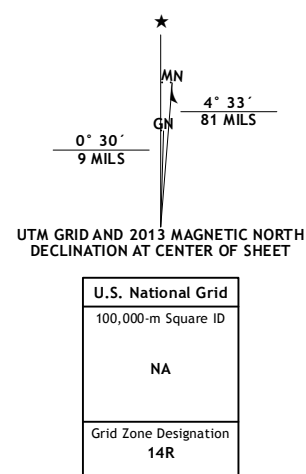 ★
MN
GN
4° 33´
81 MILS
0° 30´
9 MILS
UTM GRID AND 2013 MAGNETIC NORTH
DECLINATION AT CENTER OF SHEET
U.S. National Grid
100,000-m Square ID
NA
Grid Zone Designation
14R